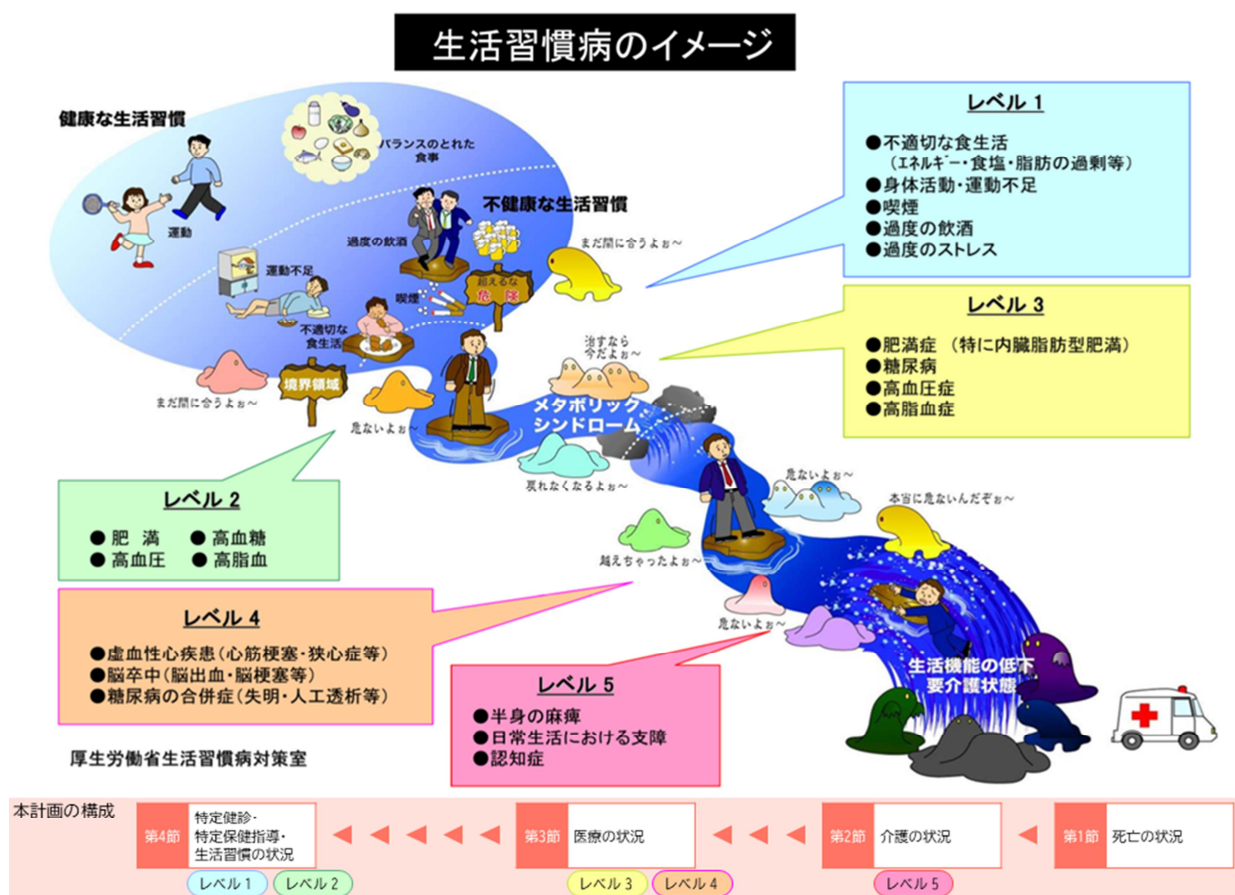 生活習慣病のイメージ
健康な生活習慣
バランスのとれた
食事
運動
不健康な生活習慣
過度の飲酒
運動不足
喫煙
超えるな
危険
不適切な
食生活
まだ間に合うよぉ～
まだ間に合うよぉ～
境界領域
危ないよぉ～
治すなら
今だよぉ～
メタボリック
シンドローム
戻れなくなるよぉ～
危ないよぉ～
越えちゃったよぉ～
本当に危ないんだぞぉ～
危ないよぉ～
生活機能の低下
要介護状態
レベル 1
●不適切な食生活
（ｴﾈﾙｷﾞｰ・食塩・脂肪の過剰等）
●身体活動・運動不足
●喫煙
●過度の飲酒
●過度のストレス
レベル 2
● 肥 満 ● 高血糖
● 高血圧 ● 高脂血
レベル 3
●肥満症 （特に内臓脂肪型肥満）
●糖尿病
●高血圧症
●高脂血症
レベル 4
●虚血性心疾患（心筋梗塞・狭心症等）
●脳卒中（脳出血・脳梗塞等）
●糖尿病の合併症（失明・人工透析等）
レベル 5
●半身の麻痺
●日常生活における支障
●認知症
厚生労働省生活習慣病対策室
本計画の構成
第4節
特定健診・
特定保健指導・
生活習慣の状況
第3節 医療の状況
第2節 介護の状況
第1節 死亡の状況
レベル 1 レベル 2 レベル 3 レベル 4 レベル 5